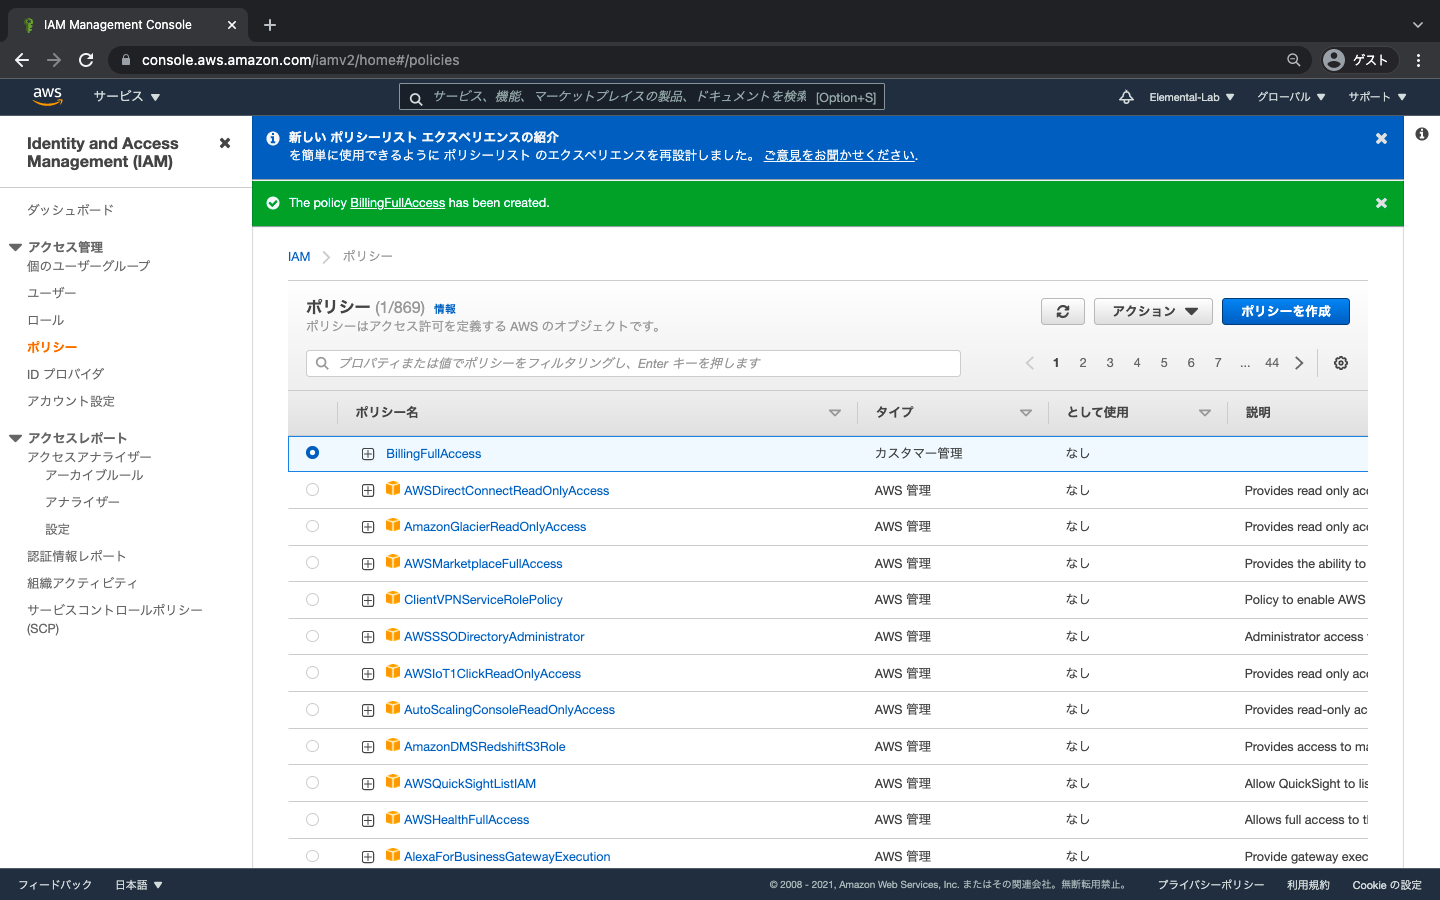 IAM Management Console
console.aws.amazon.com/iamv2/home#/policies
ゲスト
aws
サービス
サービス、機能、マーケットプレイスの製品、ドキュメントを検索 [Option+S]
Elemental-Lab
グローバル
サポート
Identity and Access Management (IAM)
ダッシュボード
アクセス管理
個のユーザーグループ
ユーザー
ロール
ポリシー
ID プロバイダ
アカウント設定
アクセスレポート
アクセスアナライザー
アーカイブルール
アナライザー
設定
認証情報レポート
組織アクティビティ
サービスコントロールポリシー
(SCP)
新しい ポリシーリスト エクスペリエンスの紹介
を簡単に使用できるように ポリシーリスト のエクスペリエンスを再設計しました。 ご意見をお聞かせください.
The policy BillingFullAccess has been created.
IAM
ポリシー
ポリシー (1/869) 情報
ポリシーはアクセス許可を定義する AWS のオブジェクトです。
アクション
ポリシーを作成
プロパティまたは値でポリシーをフィルタリングし、Enter キーを押します
1 2 3 4 5 6 7 ... 44
ポリシー名 タイプ として使用 説明
BillingFullAccess カスタマー管理 なし
AWSDirectConnectReadOnlyAccess AWS 管理 なし Provides read only acc
AmazonGlacierReadOnlyAccess AWS 管理 なし Provides read only acc
AWSMarketplaceFullAccess AWS 管理 なし Provides the ability to
ClientVPNServiceRolePolicy AWS 管理 なし Policy to enable AWS
AWSSSODirectoryAdministrator AWS 管理 なし Administrator access
AWSIoT1ClickReadOnlyAccess AWS 管理 なし Provides read only acc
AutoScalingConsoleReadOnlyAccess AWS 管理 なし Provides read-only ac
AmazonDMSRedshiftS3Role AWS 管理 なし Provides access to ma
AWSQuickSightListIAM AWS 管理 なし Allow QuickSight to lis
AWSHealthFullAccess AWS 管理 なし Allows full access to t
AlexaForBusinessGatewayExecution AWS 管理 なし Provide gateway exec
フィードバック
日本語
© 2008 - 2021, Amazon Web Services, Inc. またはその関連会社。無断転用禁止。
プライバシーポリシー
利用規約
Cookie の設定